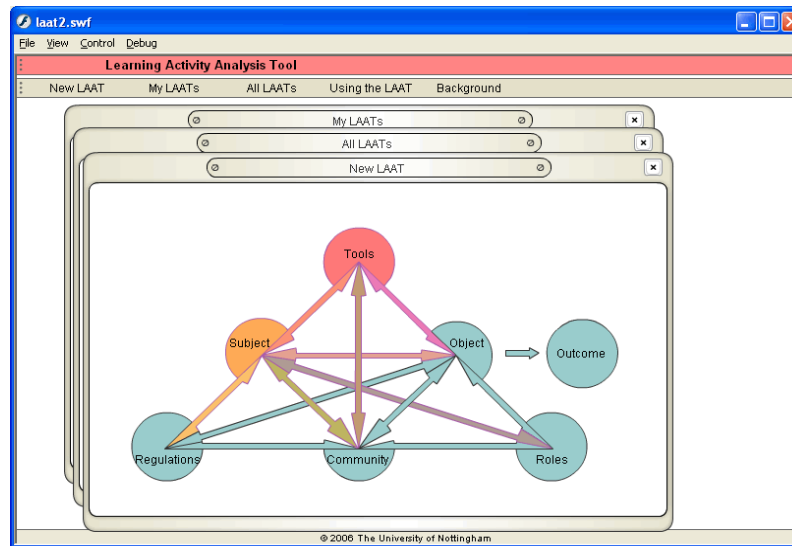 laat2.swf
File View Control Debug
Learning Activity Analysis Tool
New LAAT My LAATs All LAATs Using the LAAT Background
My LAATs
All LAATs
New LAAT
Tools
Subject Object
Outcome
Regulations Community Roles
© 2006 The University of Nottingham